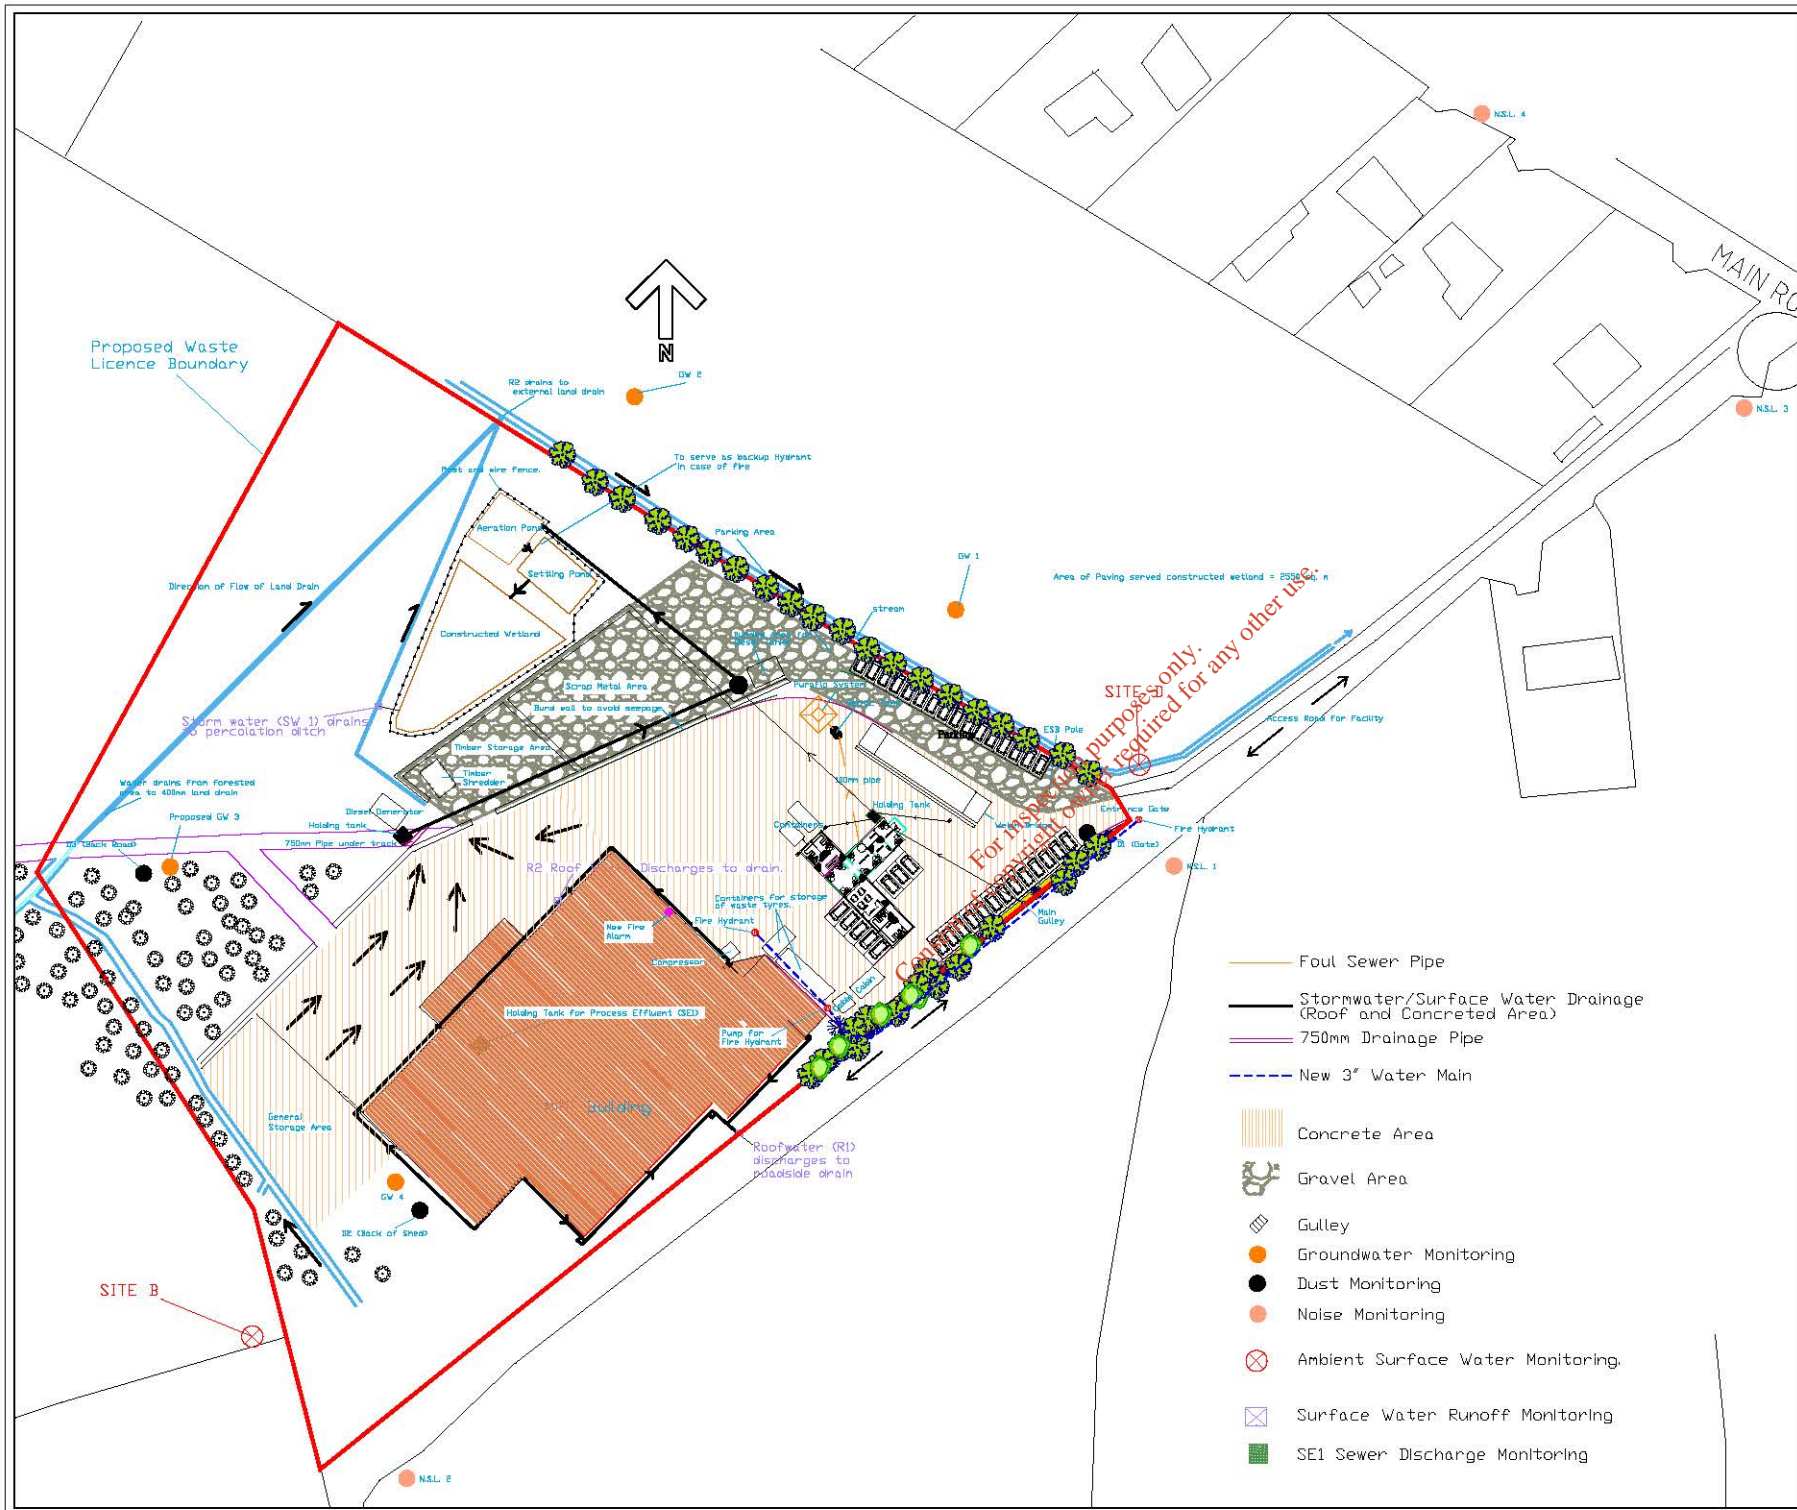 N.S.L. 4
MAIN RO
N
Proposed Waste
Licence Boundary
GW 2
R2 drains to
external land drain
N.S.L. 3
To serve as backup Hydrant
in case of fire
Post and wire fence.
Aeration Pond
Parking Area
GW 1
Settling Pond
Area of Paving served constructed wetland = 2550 sq. m
Direction of Flow of Land Drain
stream
Constructed Wetland
Scrap Metal Area
Puraflo System
SITE D
Bund wall to avoid seepage
Storm water (SW 1) drains
to percolation ditch
ESB Pole
Access Road for Facility
Parking
Timber Storage Area
Timber
Shredder
100mm pipe
Water drains from forested
area to 400mm land drain
Diesel Generator
Holding Tank
Entrance Gate
Proposed GW 3
Holding tank
Containers
Weigh Bridge
Fire Hydrant
D3 (Back Road)
750mm Pipe under track
D1 (Gate)
R2 Roof
Discharges to drain.
N.S.L. 1
Containers for storage
of waste tyres.
Main
Gulley
New Fire
Alarm
Fire Hydrant
Compressor
Cabin
Holding Tank for Process Effluent (SE1)
Pump for
Fire Hydrant
Building
General
Storage Area
Roofwater (R1)
discharges to
roadside drain
GW 4
D2 (Back of Shed)
SITE B
N.S.L. 2
For inspection purposes only.
Consent of copyright owner required for any other use.
Foul Sewer Pipe
Stormwater/Surface Water Drainage
(Roof and Concreted Area)
750mm Drainage Pipe
New 3" Water Main
Concrete Area
Gravel Area
Gulley
Groundwater Monitoring
Dust Monitoring
Noise Monitoring
Ambient Surface Water Monitoring.
Surface Water Runoff Monitoring
SE1 Sewer Discharge Monitoring